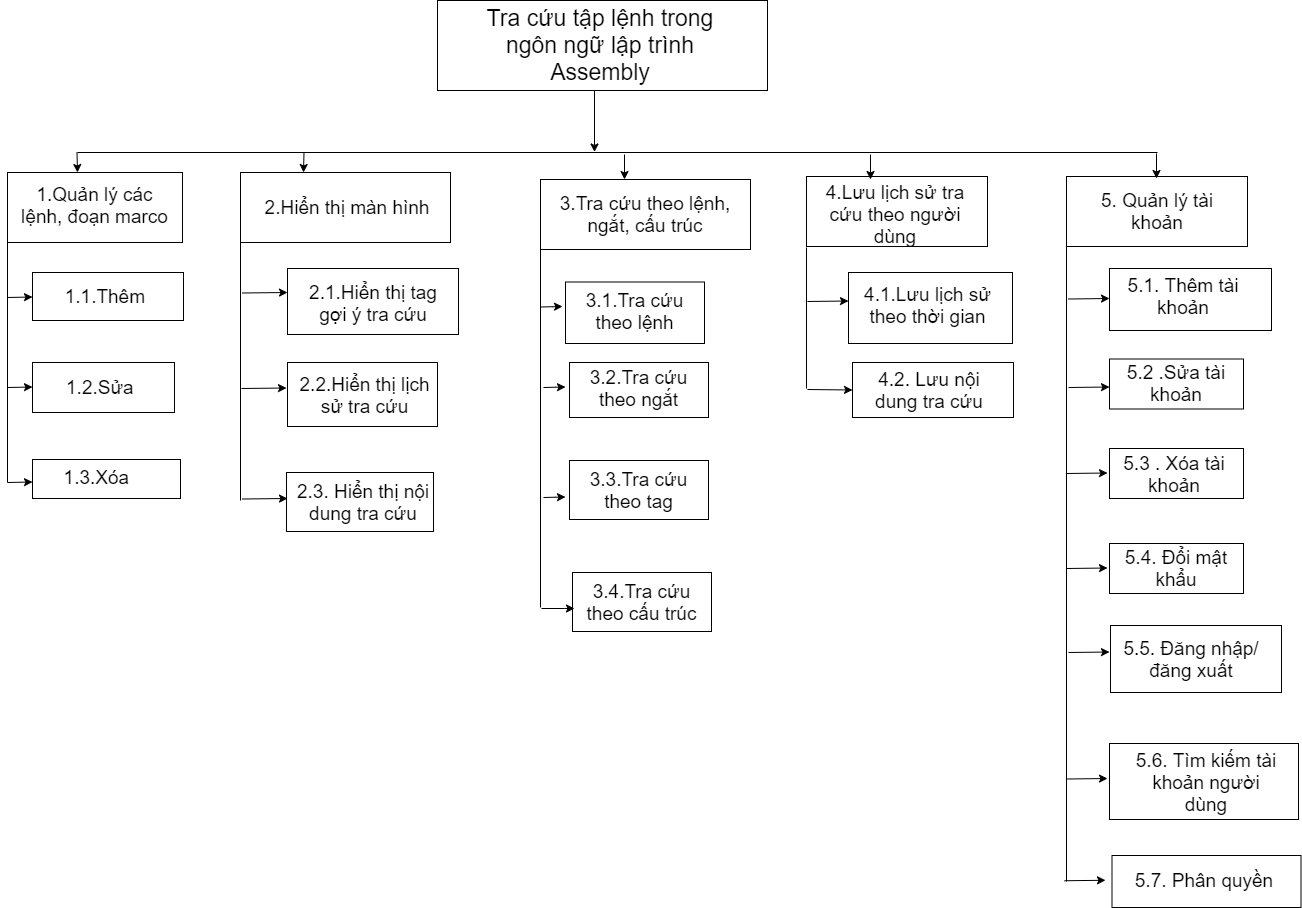 Tra cứu tập lệnh trong
ngôn ngữ lập trình
Assembly
1.Quản lý các
lệnh, đoạn marco
1.1.Thêm
1.2.Sửa
1.3.Xóa
2.Hiển thị màn hình
2.1.Hiển thị tag
gợi ý tra cứu
2.2.Hiển thị lịch
sử tra cứu
2.3. Hiển thị nội
dung tra cứu
3.Tra cứu theo lệnh,
ngắt, cấu trúc
3.1.Tra cứu
theo lệnh
3.2.Tra cứu
theo ngắt
3.3.Tra cứu
theo tag
3.4.Tra cứu
theo cấu trúc
4.Lưu lịch sử tra
cứu theo người
dùng
4.1.Lưu lịch sử
theo thời gian
4.2. Lưu nội
dung tra cứu
5. Quản lý tài
khoản
5.1. Thêm tài
khoản
5.2 .Sửa tài
khoản
5.3 . Xóa tài
khoản
5.4. Đổi mật
khẩu
5.5. Đăng nhập/
đăng xuất
5.6. Tìm kiếm tài
khoản người
dùng
5.7. Phân quyền